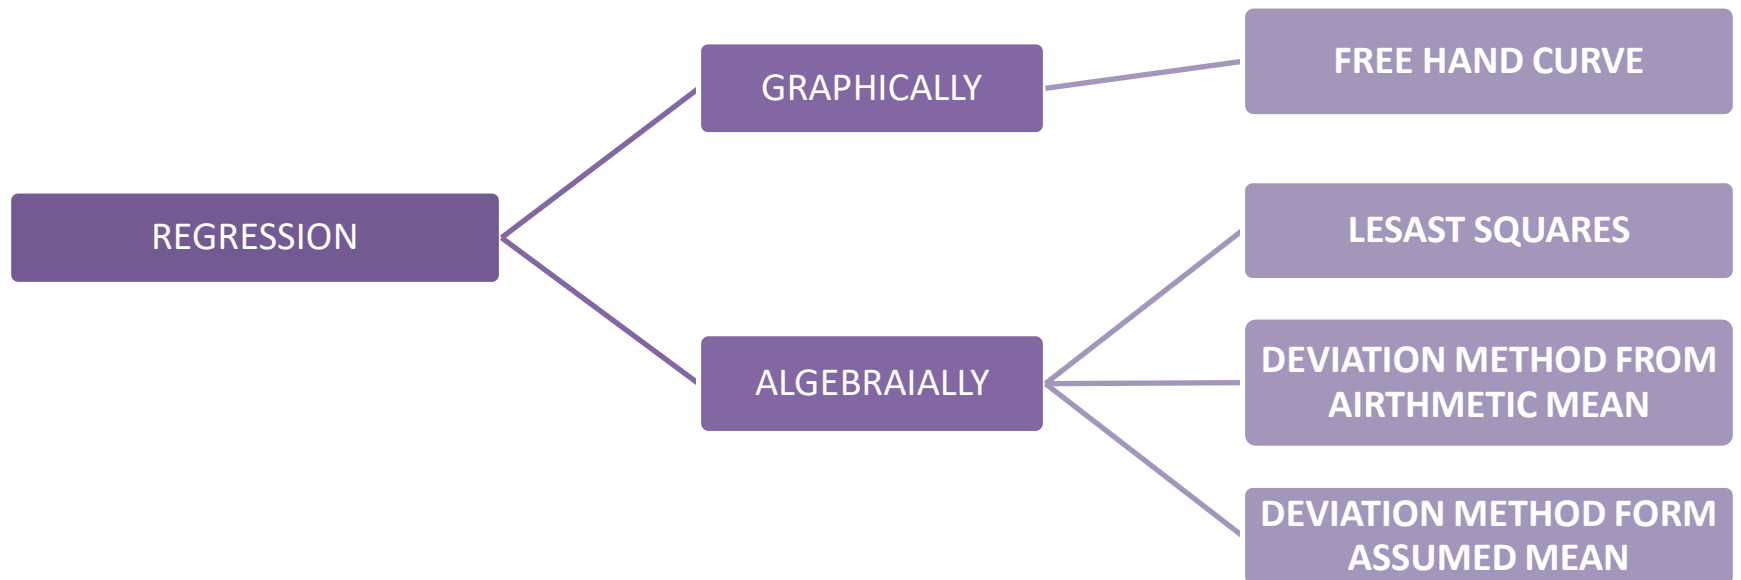 REGRESSION
GRAPHICALLY
ALGEBRAIALLY
FREE HAND CURVE
LESAST SQUARES
DEVIATION METHOD FROM
AIRTHMETIC MEAN
DEVIATION METHOD FORM
ASSUMED MEAN